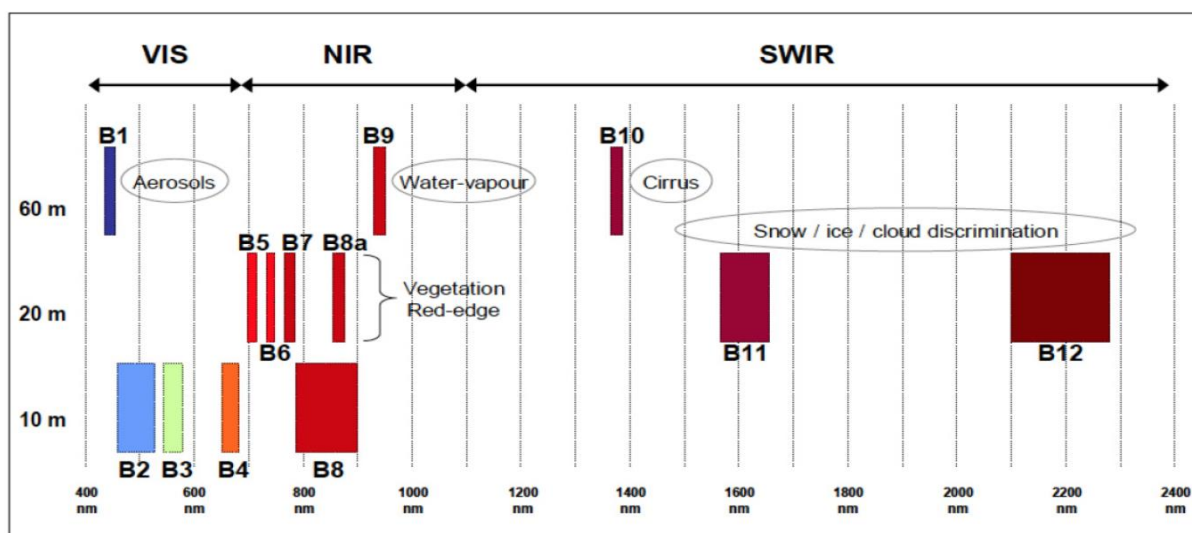 VIS NIR SWIR
B1 B9 B10
Aerosols Water-vapour Cirrus
60 m
Snow / ice / cloud discrimination
B5 B7 B8a
Vegetation
Red-edge
20 m
B6 B11 B12
10 m
B2 B3 B4 B8
400 600 800 1000 1200 1400 1600 1800 2000 2200 2400
nm nm nm nm nm nm nm nm nm nm nm